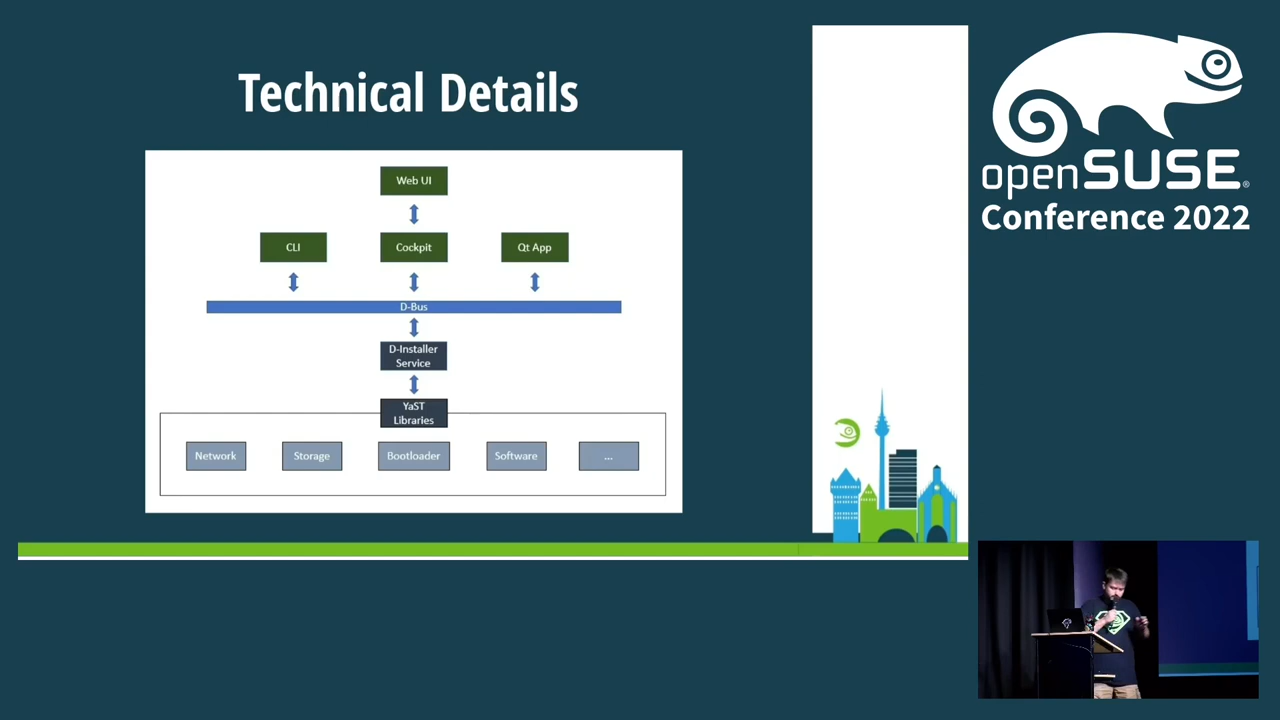 Technical Details
Web UI
CLI
Cockpit
Qt App
D-Bus
D-Installer
Service
YaST
Libraries
Network
Storage
Bootloader
Software
...
openSUSE®
Conference 2022